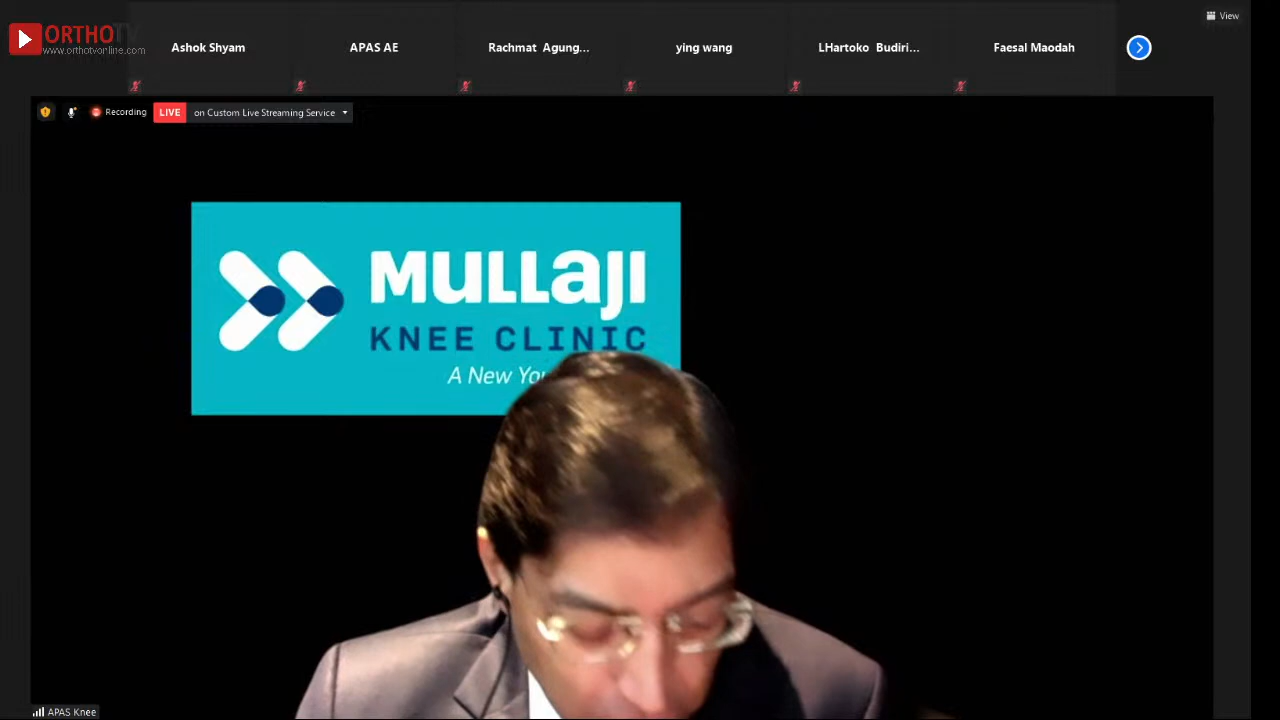 ORTHOTV
www.orthotvonline.com
View
Ashok Shyam
APAS AE
Rachmat Agung...
ying wang
LHartoko Budiri...
Faesal Maodah
Recording
LIVE
on Custom Live Streaming Service
MULLaJI
KNEE CLINIC
A New You
APAS Knee